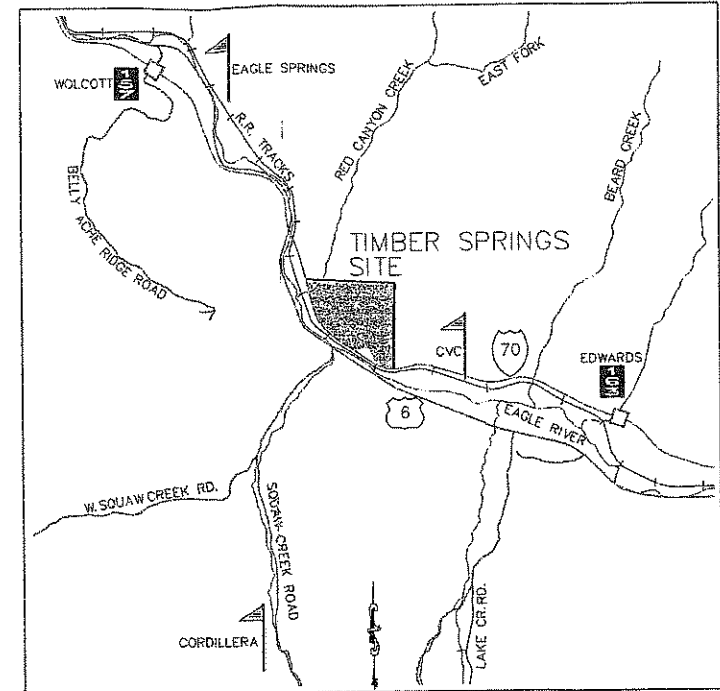 EAGLE SPRINGS
WOLCOTT
R.R. TRACKS
RED CANYON CREEK
EAST FORK
BEARD CREEK
BELLY ACHE RIDGE ROAD
TIMBER SPRINGS
SITE
CVC
70
EDWARDS
6
EAGLE RIVER
W. SQUAW CREEK RD.
SQUAW CREEK ROAD
CORDILLERA
LAKE CR. RD.